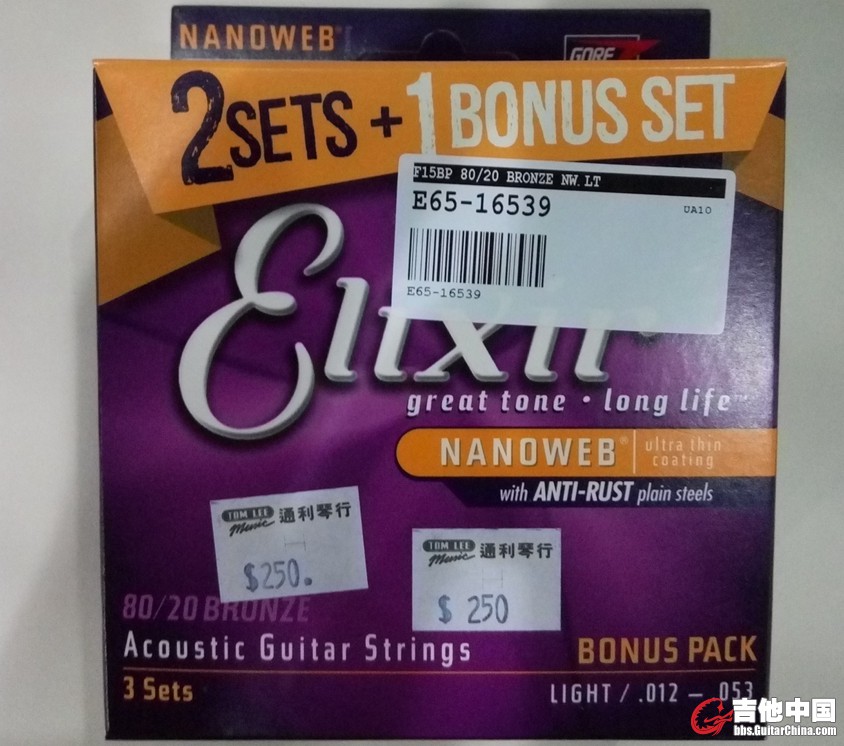 NANOWEB
GORE
2 SETS + 1 BONUS SET
F15BP 80/20 BRONZE NW.LT
E65-16539
UA10
E65-16539
Elixir
great tone · long life™
NANOWEB® ultra thin coating
with ANTI-RUST plain steels
TOM LEE Music 通利琴行
$250.
TOM LEE Music 通利琴行
$ 250
80/20 BRONZE
Acoustic Guitar Strings
BONUS PACK
3 Sets
LIGHT / .012 – .053
吉他中国
bbs.GuitarChina.com